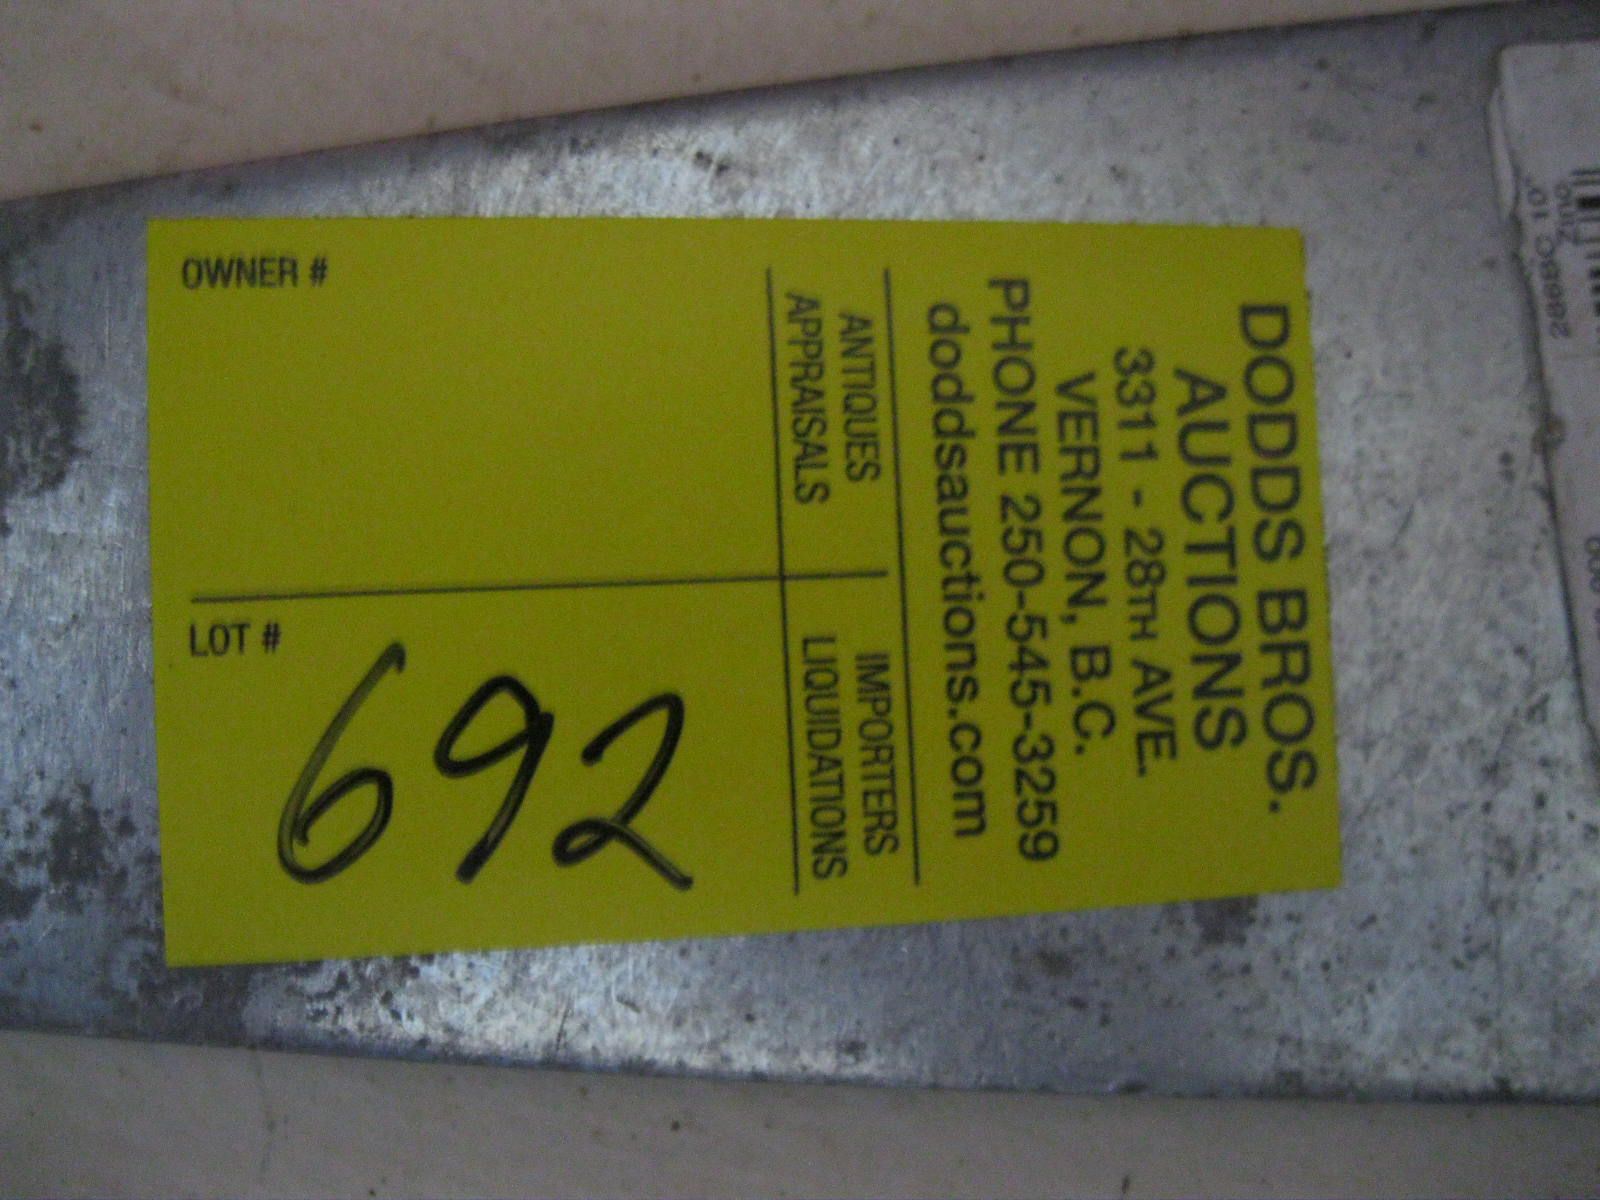 DODDS BROS.
AUCTIONS
3311 - 28TH AVE.
VERNON, B.C.
PHONE 250-545-3259
doddsauctions.com
ANTIQUES
APPRAISALS
IMPORTERS
LIQUIDATIONS
OWNER #
LOT #
692